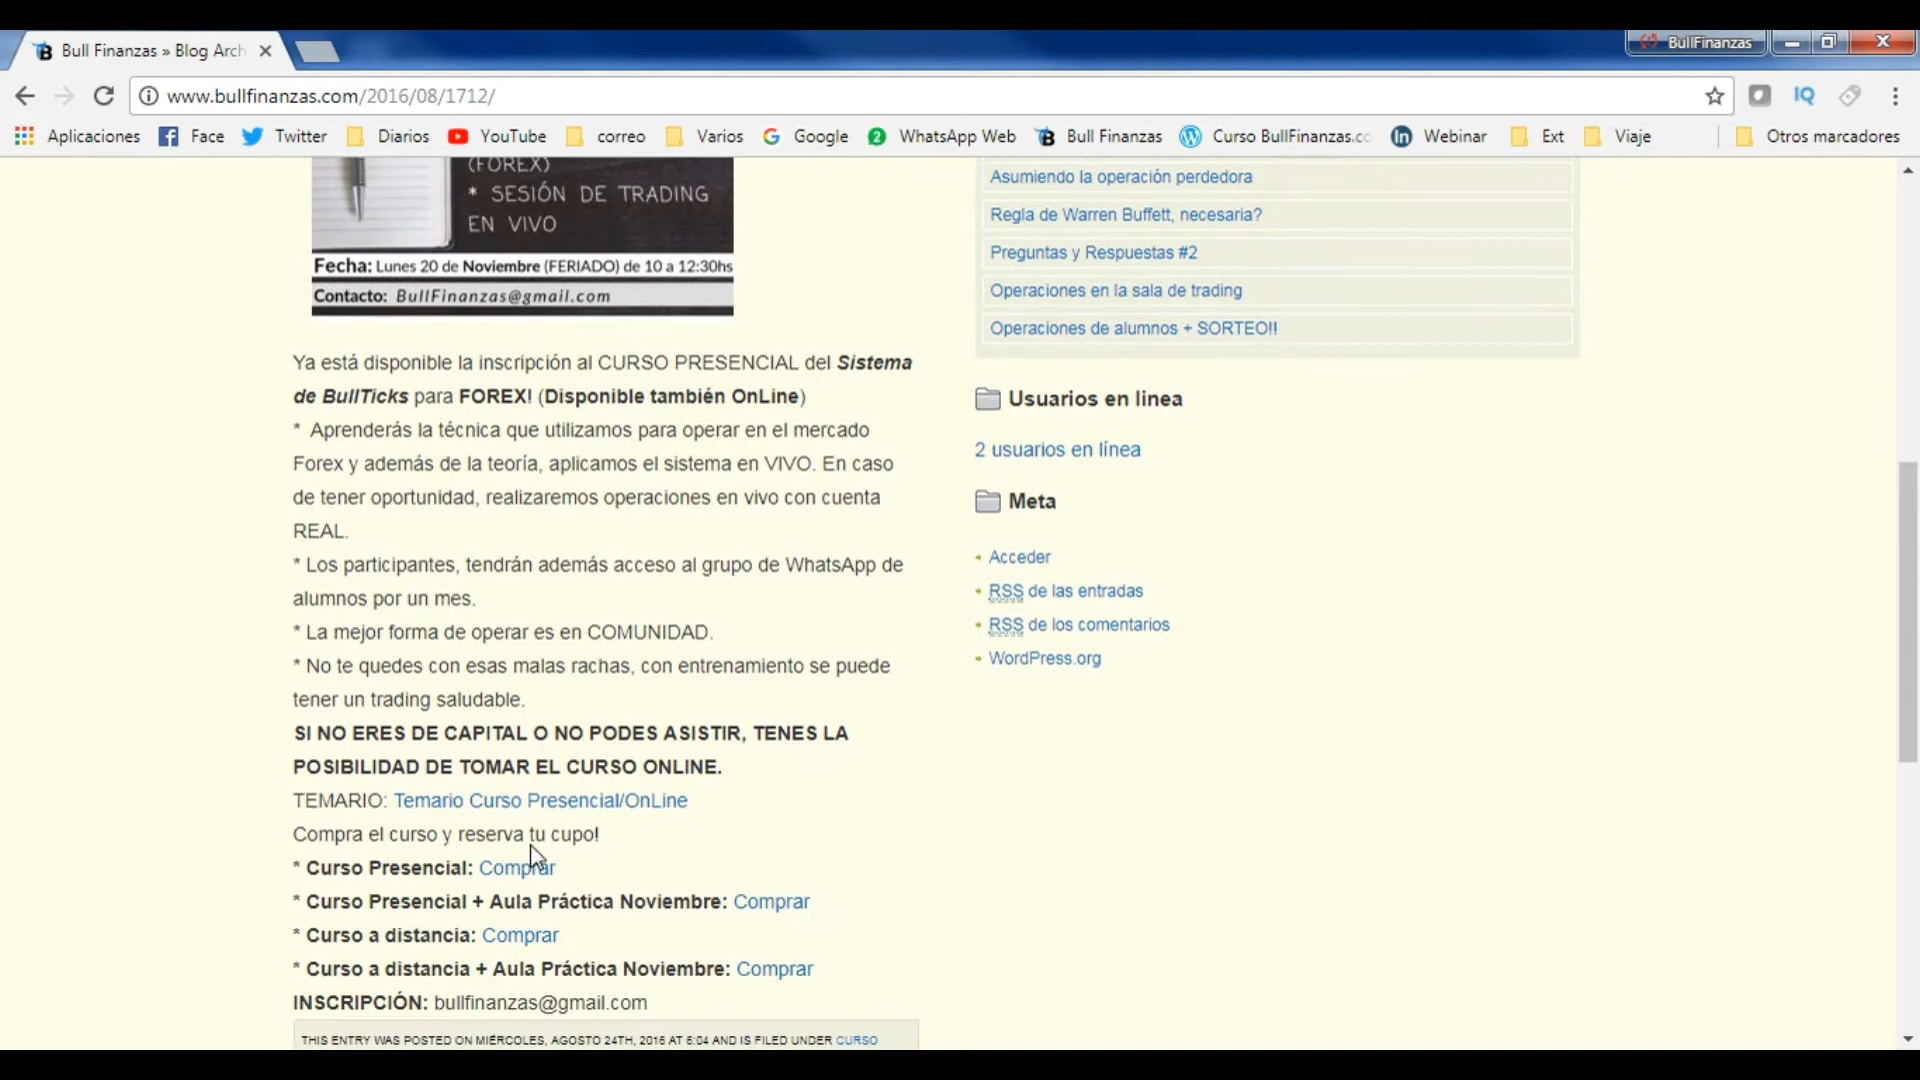 Bull Finanzas » Blog Arch
BullFinanzas
www.bullfinanzas.com/2016/08/1712/
IQ
Aplicaciones Face Twitter Diarios YouTube correo Varios Google WhatsApp Web Bull Finanzas Curso BullFinanzas.cc Webinar Ext Viaje Otros marcadores
(FOREX)
* SESIÓN DE TRADING
EN VIVO
Fecha: Lunes 20 de Noviembre (FERIADO) de 10 a 12:30hs
Contacto: BullFinanzas@gmail.com
Ya está disponible la inscripción al CURSO PRESENCIAL del Sistema
de BullTicks para FOREX! (Disponible también OnLine)
* Aprenderás la técnica que utilizamos para operar en el mercado
Forex y además de la teoría, aplicamos el sistema en VIVO. En caso
de tener oportunidad, realizaremos operaciones en vivo con cuenta
REAL.
* Los participantes, tendrán además acceso al grupo de WhatsApp de
alumnos por un mes.
* La mejor forma de operar es en COMUNIDAD.
* No te quedes con esas malas rachas, con entrenamiento se puede
tener un trading saludable.
SI NO ERES DE CAPITAL O NO PODES ASISTIR, TENES LA
POSIBILIDAD DE TOMAR EL CURSO ONLINE.
TEMARIO: Temario Curso Presencial/OnLine
Compra el curso y reserva tu cupo!
* Curso Presencial: Comprar
* Curso Presencial + Aula Práctica Noviembre: Comprar
* Curso a distancia: Comprar
* Curso a distancia + Aula Práctica Noviembre: Comprar
INSCRIPCIÓN: bullfinanzas@gmail.com
THIS ENTRY WAS POSTED ON MIÉRCOLES, AGOSTO 24TH, 2016 AT 6:04 AND IS FILED UNDER CURSO
Asumiendo la operación perdedora
Regla de Warren Buffett, necesaria?
Preguntas y Respuestas #2
Operaciones en la sala de trading
Operaciones de alumnos + SORTEO!!
Usuarios en linea
2 usuarios en línea
Meta
Acceder
RSS de las entradas
RSS de los comentarios
WordPress.org